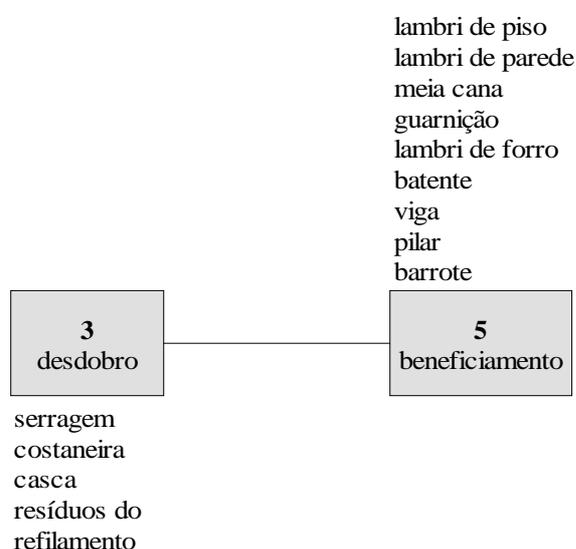 lambri de piso
lambri de parede
meia cana
guarnição
lambri de forro
batente
viga
pilar
barrote
3
desdobro
5
beneficiamento
serragem
costaneira
casca
resíduos do
refilamento